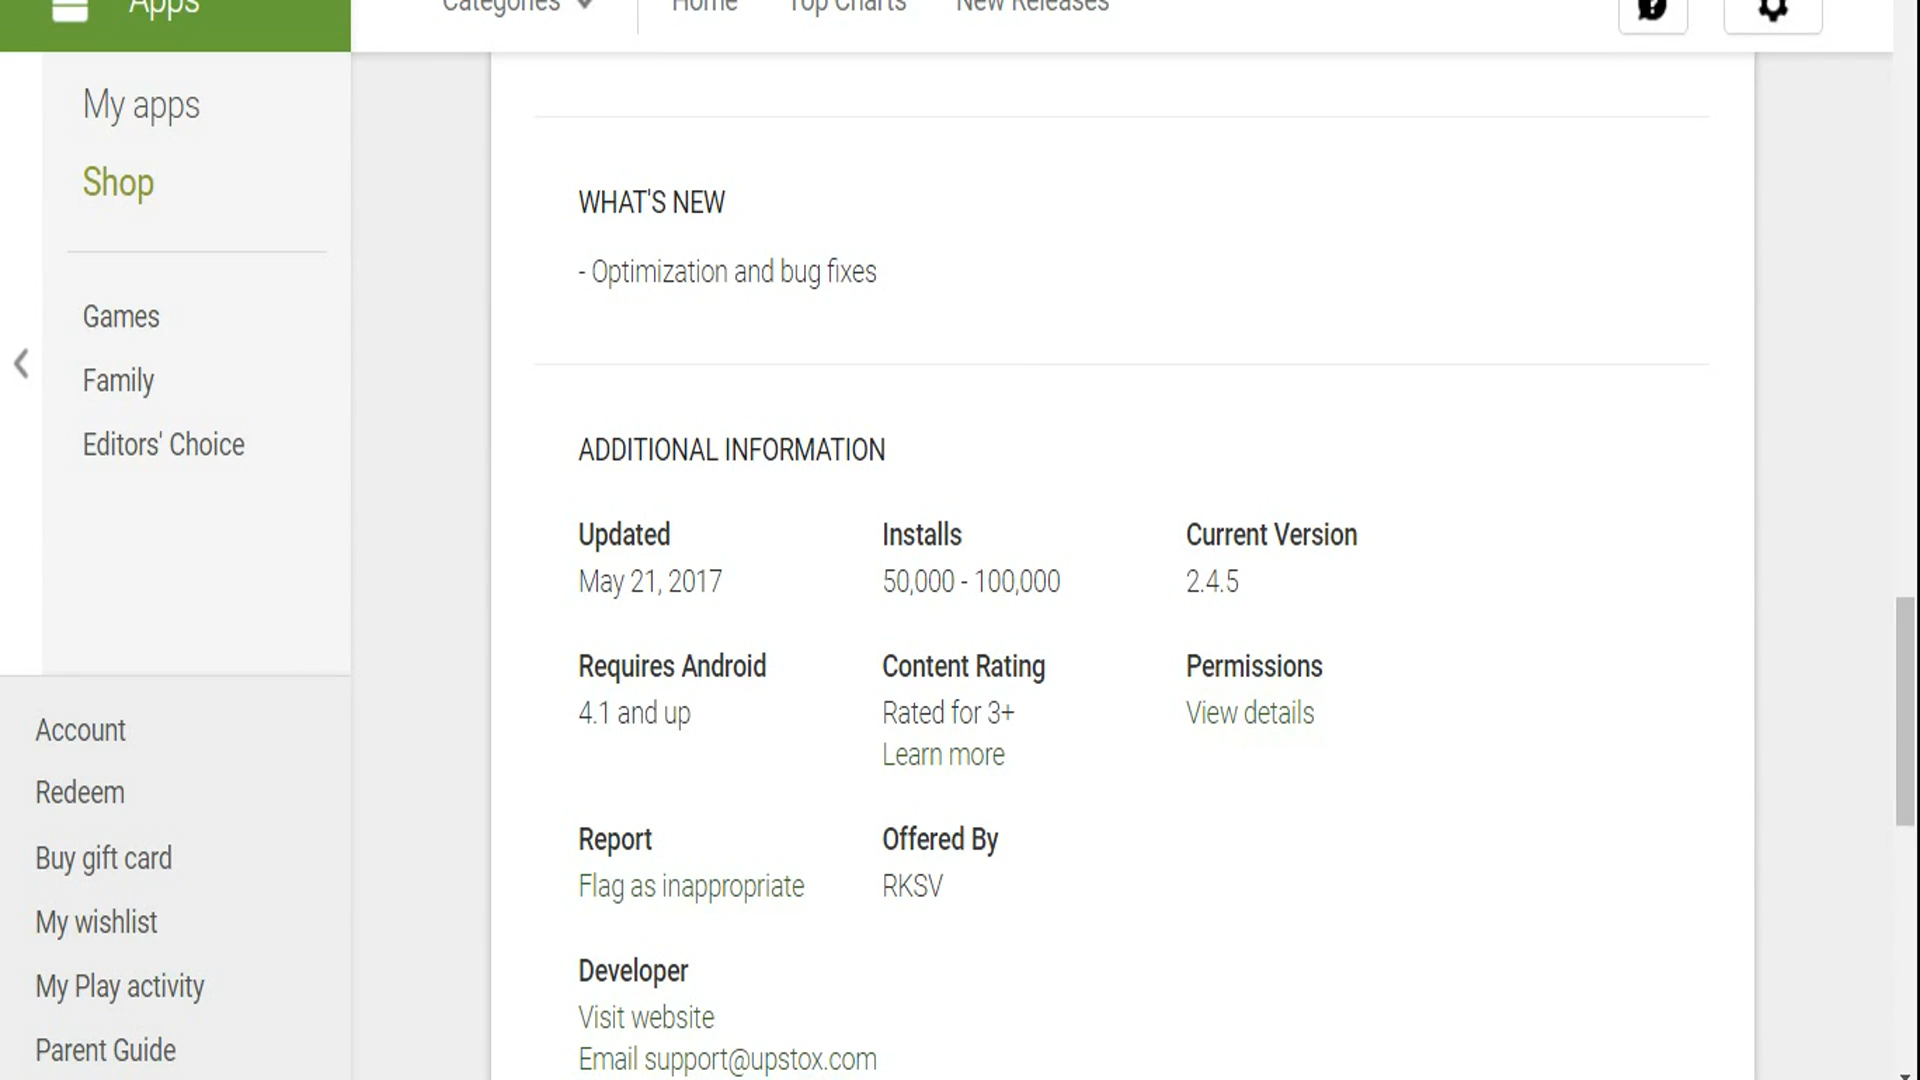 Apps
Categories
Home
Top Charts
New Releases
My apps
Shop
Games
Family
Editors' Choice
Account
Redeem
Buy gift card
My wishlist
My Play activity
Parent Guide
WHAT'S NEW
- Optimization and bug fixes
ADDITIONAL INFORMATION
Updated
May 21, 2017
Installs
50,000 - 100,000
Current Version
2.4.5
Requires Android
4.1 and up
Content Rating
Rated for 3+
Learn more
Permissions
View details
Report
Flag as inappropriate
Offered By
RKSV
Developer
Visit website
Email support@upstox.com